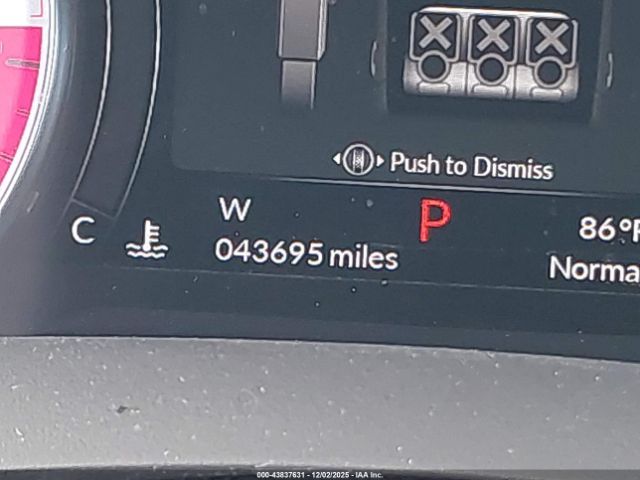 Push to Dismiss
W
P
86°F
C
043695 miles
Norma
000-43837631 - 12/02/2025 - IAA Inc.